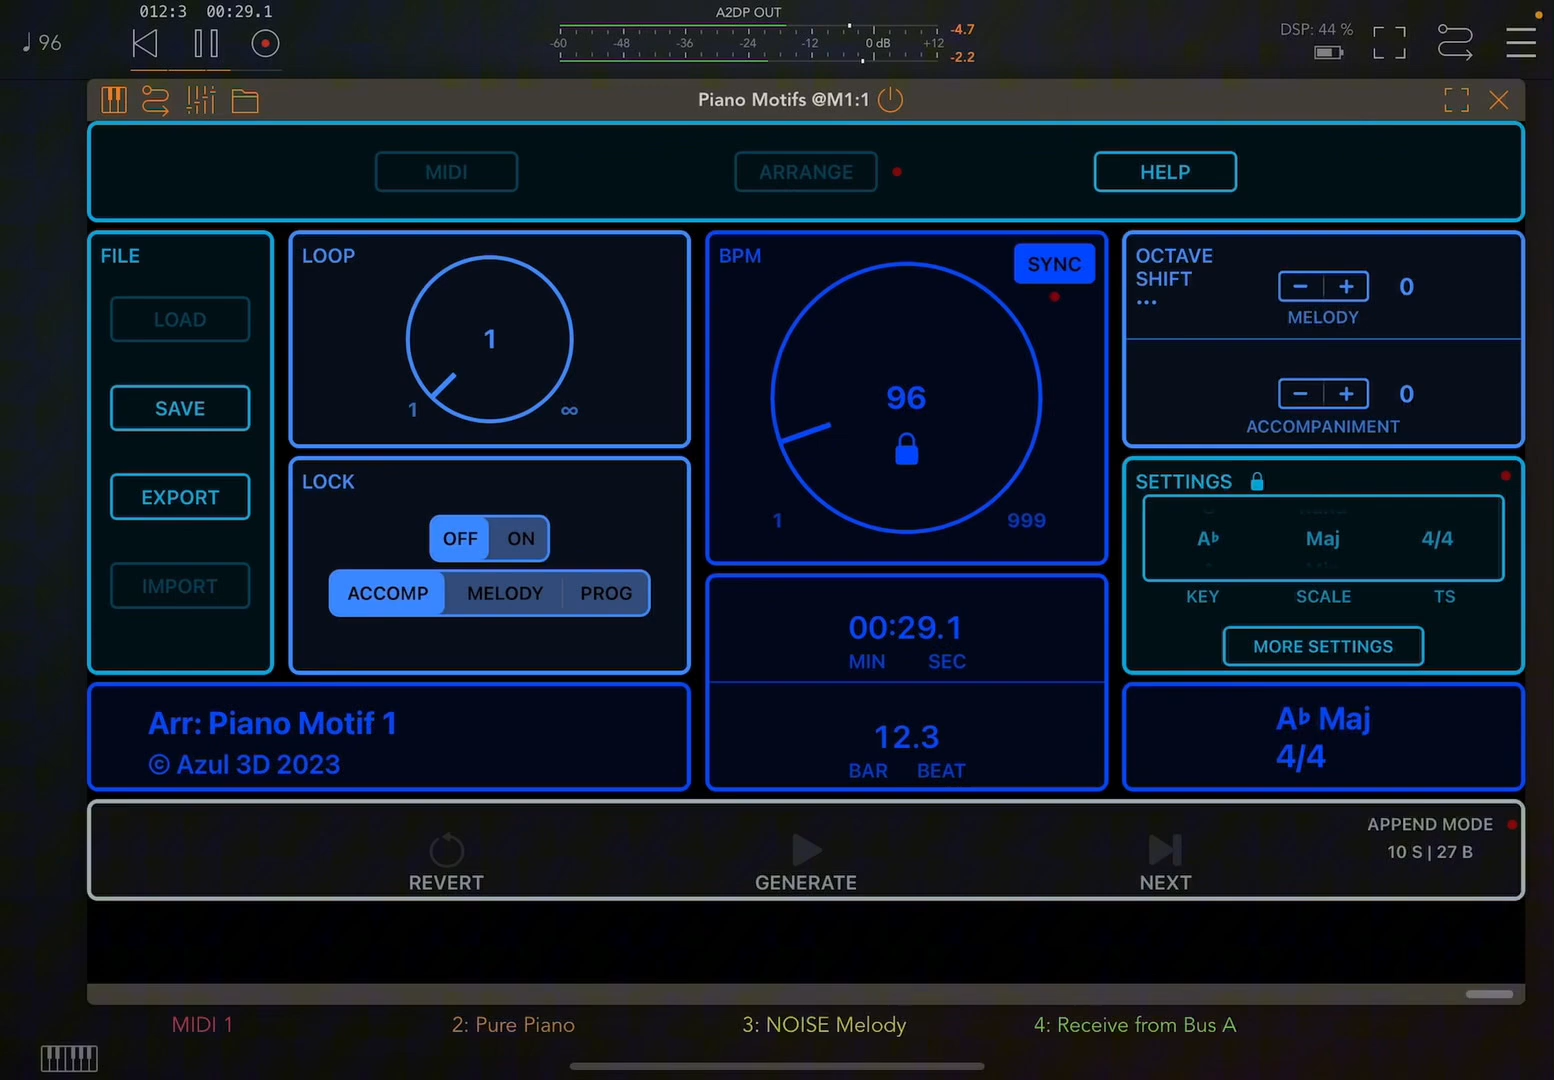 012:3 00:29.1
A2DP OUT
♩96
-60 -48 -36 -24 -12 0 dB +12
-4.7
-2.2
DSP: 44 %
Piano Motifs @M1:1
MIDI
ARRANGE
HELP
FILE
LOAD
SAVE
EXPORT
IMPORT
LOOP
1
1 ∞
LOCK
OFF ON
ACCOMP MELODY PROG
BPM
SYNC
96
1 999
00:29.1
MIN SEC
12.3
BAR BEAT
OCTAVE
SHIFT
...
− + 0
MELODY
− + 0
ACCOMPANIMENT
SETTINGS
A♭ Maj 4/4
KEY SCALE TS
MORE SETTINGS
Arr: Piano Motif 1
© Azul 3D 2023
A♭ Maj
4/4
REVERT
GENERATE
NEXT
APPEND MODE
10 S | 27 B
MIDI 1
2: Pure Piano
3: NOISE Melody
4: Receive from Bus A